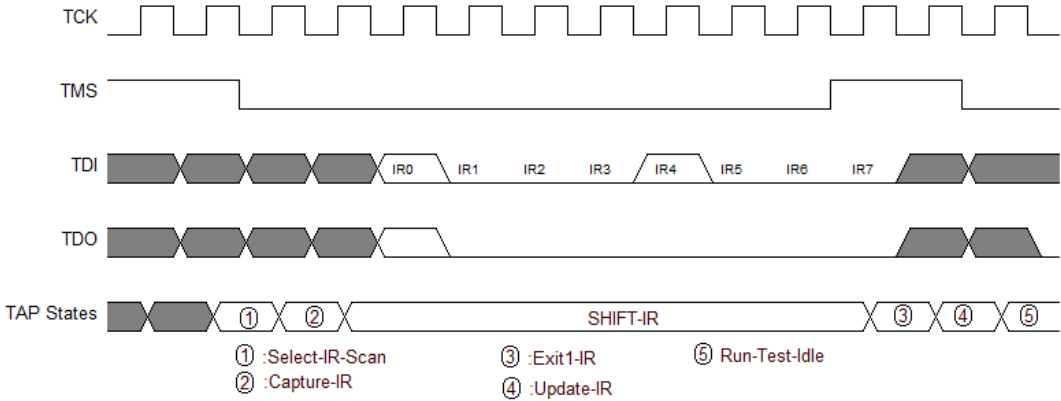 TCK
TMS
TDI IR0 IR1 IR2 IR3 IR4 IR5 IR6 IR7
TDO
TAP States ① ② SHIFT-IR ③ ④ ⑤
① :Select-IR-Scan ③ :Exit1-IR ⑤ Run-Test-Idle
② :Capture-IR ④ :Update-IR